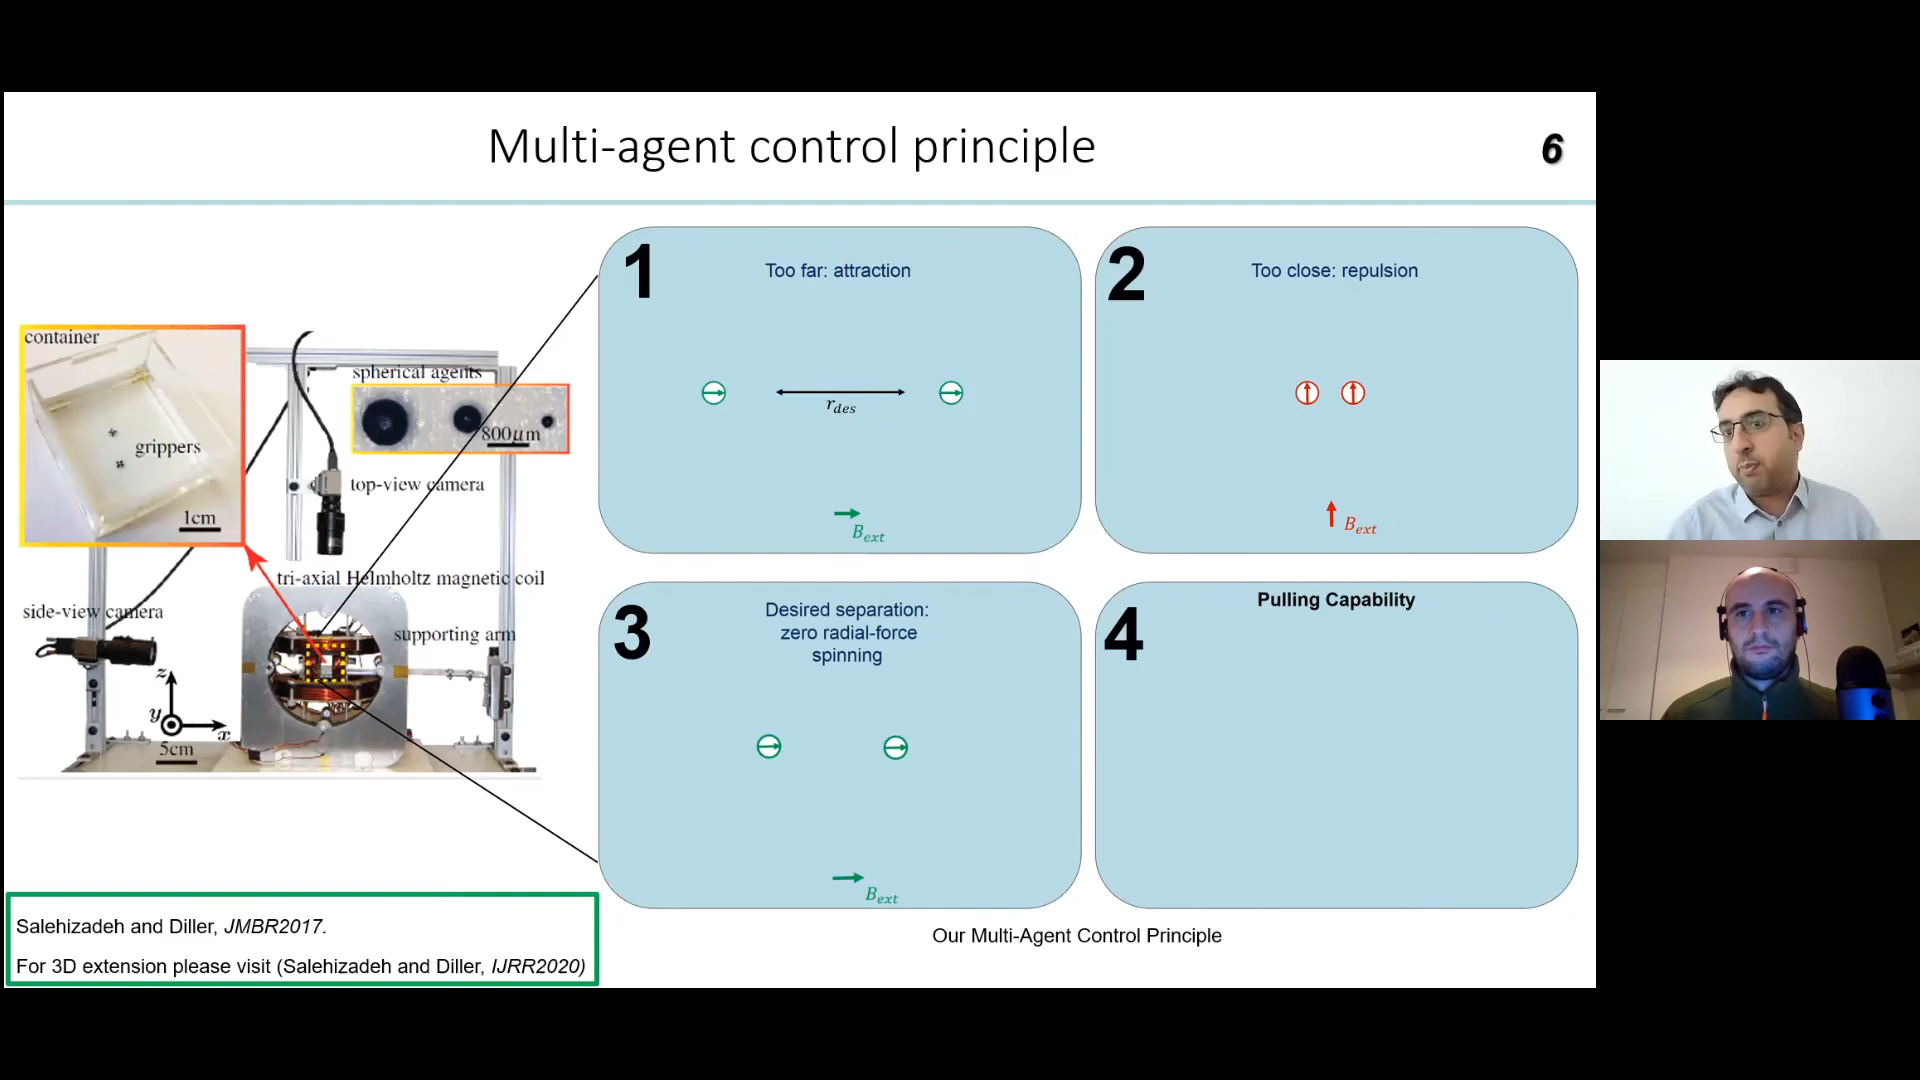 Multi-agent control principle
6
container
grippers
1cm
spherical agents
800μm
top-view camera
tri-axial Helmholtz magnetic coil
side-view camera
supporting arm
z
y
x
5cm
1
Too far: attraction
r_des
B_ext
2
Too close: repulsion
B_ext
3
Desired separation:
zero radial-force
spinning
B_ext
4
Pulling Capability
Our Multi-Agent Control Principle
Salehizadeh and Diller, JMBR2017.
For 3D extension please visit (Salehizadeh and Diller, IJRR2020)